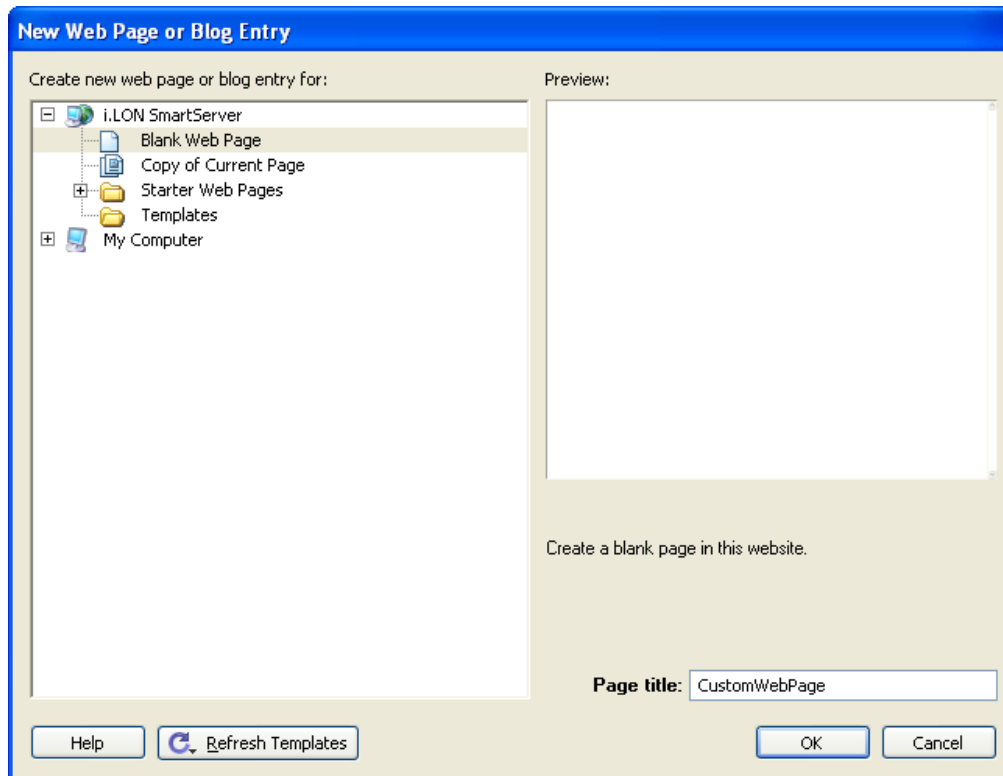 New Web Page or Blog Entry
Create new web page or blog entry for:
Preview:
i.LON SmartServer
Blank Web Page
Copy of Current Page
Starter Web Pages
Templates
My Computer
Create a blank page in this website.
Page title: CustomWebPage
Help Refresh Templates OK Cancel